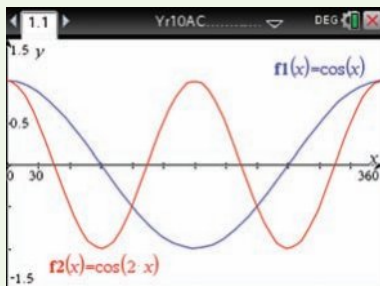 1.1 Yr10AC............ DEG
1.5 y
f1(x)=cos(x)
0.5
x
0 30 360
f2(x)=cos(2·x)
-1.5